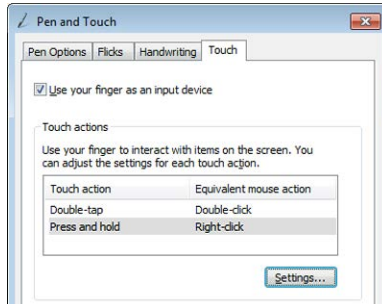 Pen and Touch
Pen Options Flicks Handwriting Touch
Use your finger as an input device
Touch actions
Use your finger to interact with items on the screen. You
can adjust the settings for each touch action.
Touch action Equivalent mouse action
Double-tap Double-click
Press and hold Right-click
Settings...